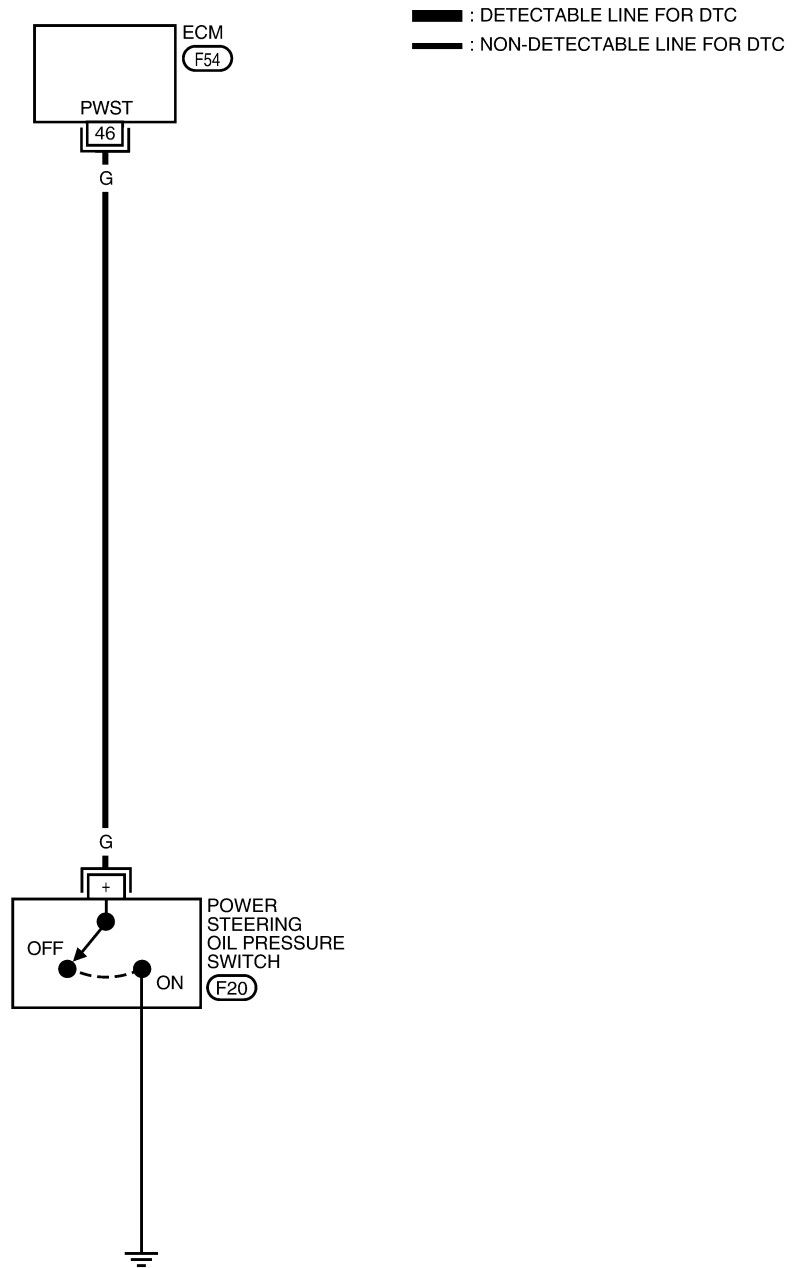 : DETECTABLE LINE FOR DTC
: NON-DETECTABLE LINE FOR DTC
ECM
F54
PWST
46
G
G
+
POWER
STEERING
OIL PRESSURE
SWITCH
F20
OFF
ON